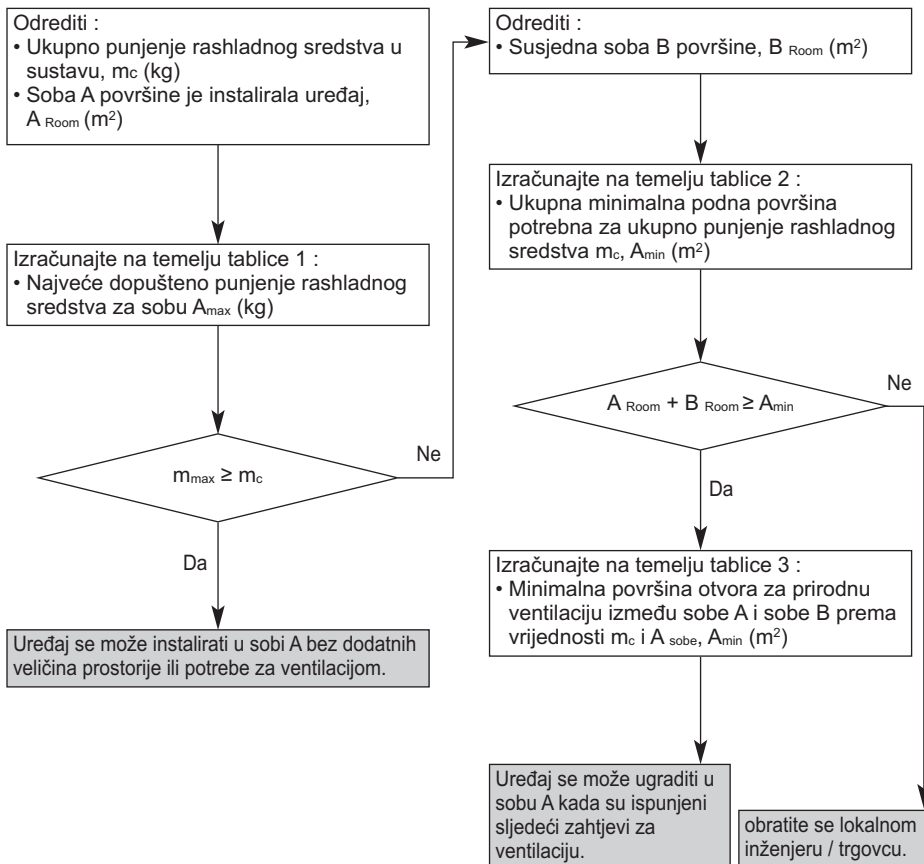 Odrediti :
• Ukupno punjenje rashladnog sredstva u
sustavu, mc (kg)
• Soba A površine je instalirala uređaj,
A Room (m²)
Izračunajte na temelju tablice 1 :
• Najveće dopušteno punjenje rashladnog
sredstva za sobu Amax (kg)
mmax ≥ mc
Ne
Da
Uređaj se može instalirati u sobi A bez dodatnih
veličina prostorije ili potrebe za ventilacijom.
Odrediti :
• Susjedna soba B površine, B Room (m²)
Izračunajte na temelju tablice 2 :
• Ukupna minimalna podna površina
potrebna za ukupno punjenje rashladnog
sredstva mc, Amin (m²)
A Room + B Room ≥ Amin
Ne
Da
Izračunajte na temelju tablice 3 :
• Minimalna površina otvora za prirodnu
ventilaciju između sobe A i sobe B prema
vrijednosti mc i A sobe, Amin (m²)
Uređaj se može ugraditi u
sobu A kada su ispunjeni
sljedeći zahtjevi za
ventilaciju.
obratite se lokalnom
inženjeru / trgovcu.